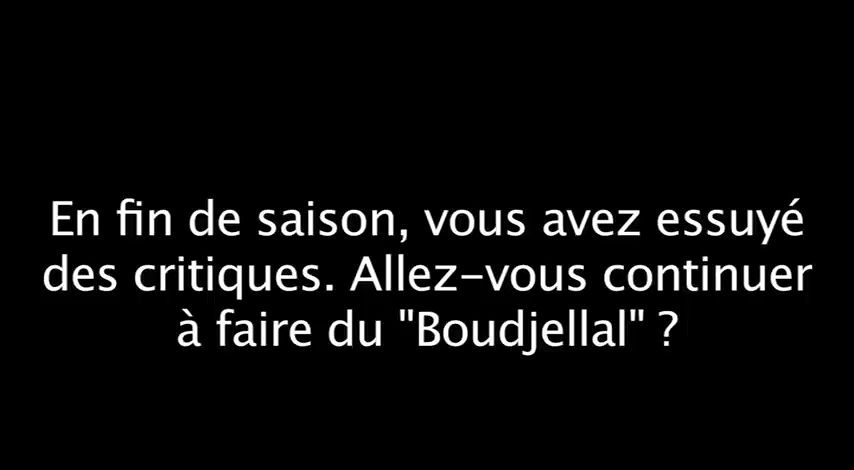 En fin de saison, vous avez essuyé
des critiques. Allez-vous continuer
à faire du "Boudjellal" ?